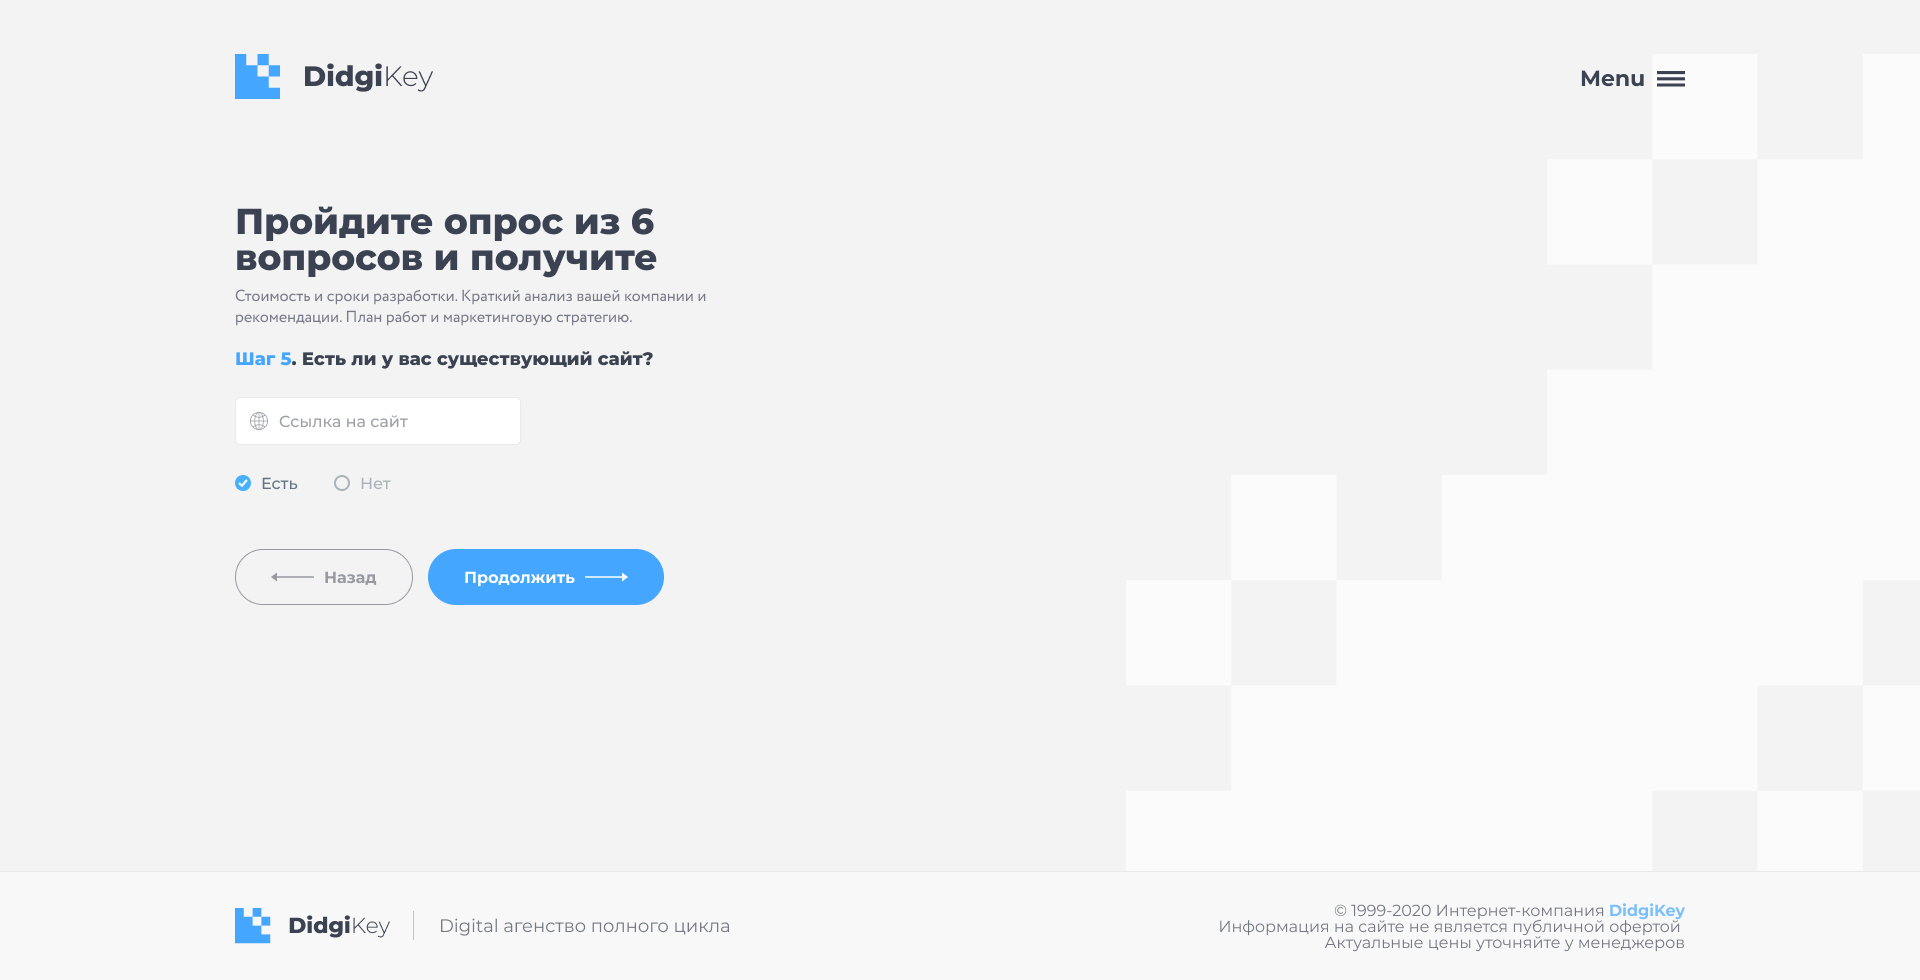 DidgiKey
Menu
Пройдите опрос из 6
вопросов и получите
Стоимость и сроки разработки. Краткий анализ вашей компании и
рекомендации. План работ и маркетинговую стратегию.
Шаг 5. Есть ли у вас существующий сайт?
Ссылка на сайт
Есть
Нет
Назад
Продолжить
DidgiKey
Digital агенство полного цикла
© 1999-2020 Интернет-компания DidgiKey
Информация на сайте не является публичной офертой
Актуальные цены уточняйте у менеджеров